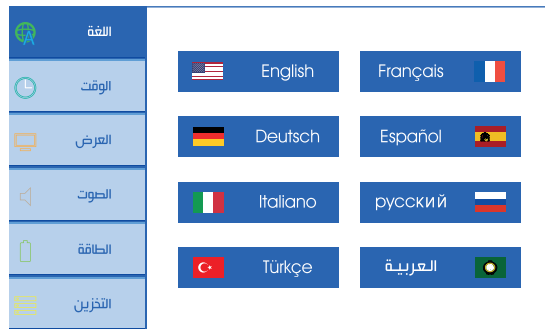 اللغة
الوقت
العرض
الصوت
الطاقة
التخزين
English
Français
Deutsch
Español
Italiano
русский
Türkçe
العربية